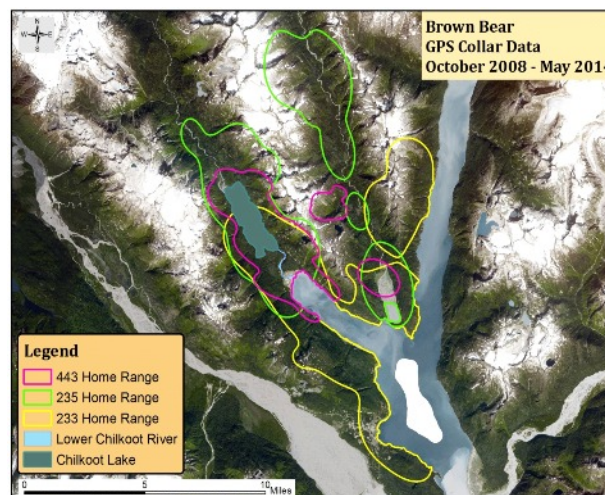 Brown Bear
GPS Collar Data
October 2008 - May 2014
N
W
E
S
Legend
443 Home Range
235 Home Range
233 Home Range
Lower Chilkoot River
Chilkoot Lake
0 5 10
Miles